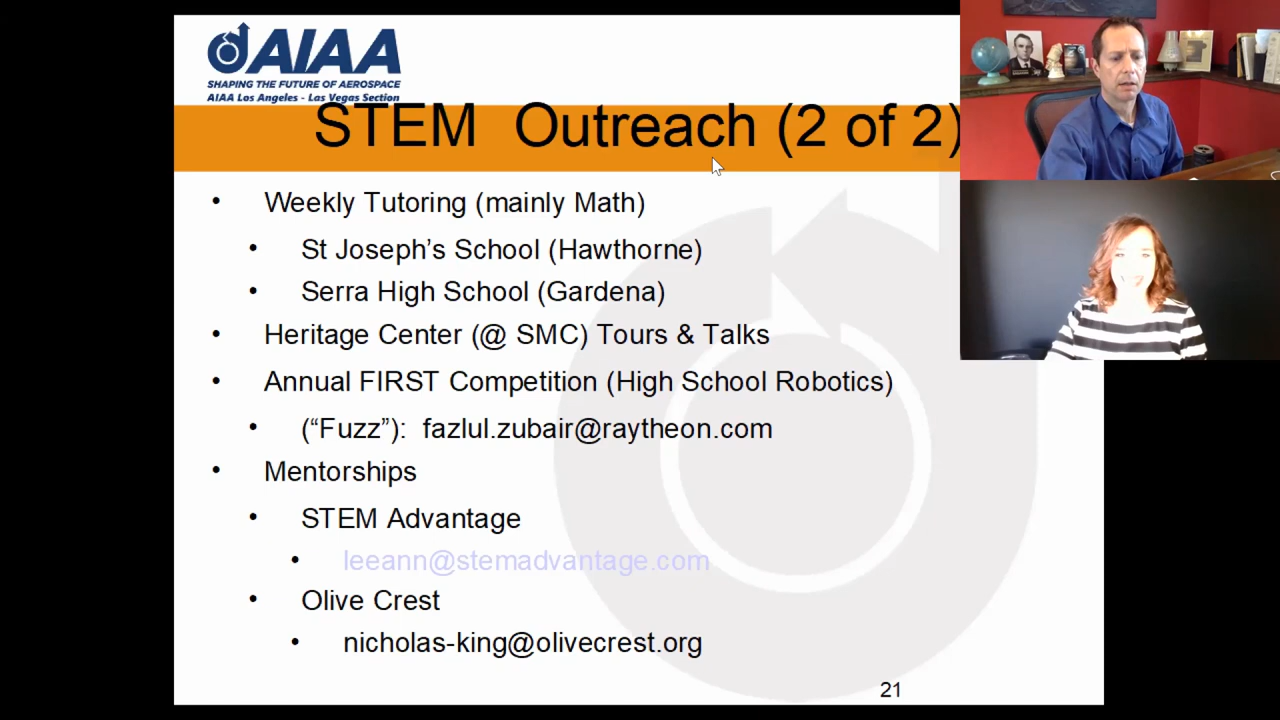 AIAA
SHAPING THE FUTURE OF AEROSPACE
AIAA Los Angeles - Las Vegas Section
STEM Outreach (2 of 2)
• Weekly Tutoring (mainly Math)
• St Joseph’s School (Hawthorne)
• Serra High School (Gardena)
• Heritage Center (@ SMC) Tours & Talks
• Annual FIRST Competition (High School Robotics)
• (“Fuzz”): fazlul.zubair@raytheon.com
• Mentorships
• STEM Advantage
• leeann@stemadvantage.com
• Olive Crest
• nicholas-king@olivecrest.org
21